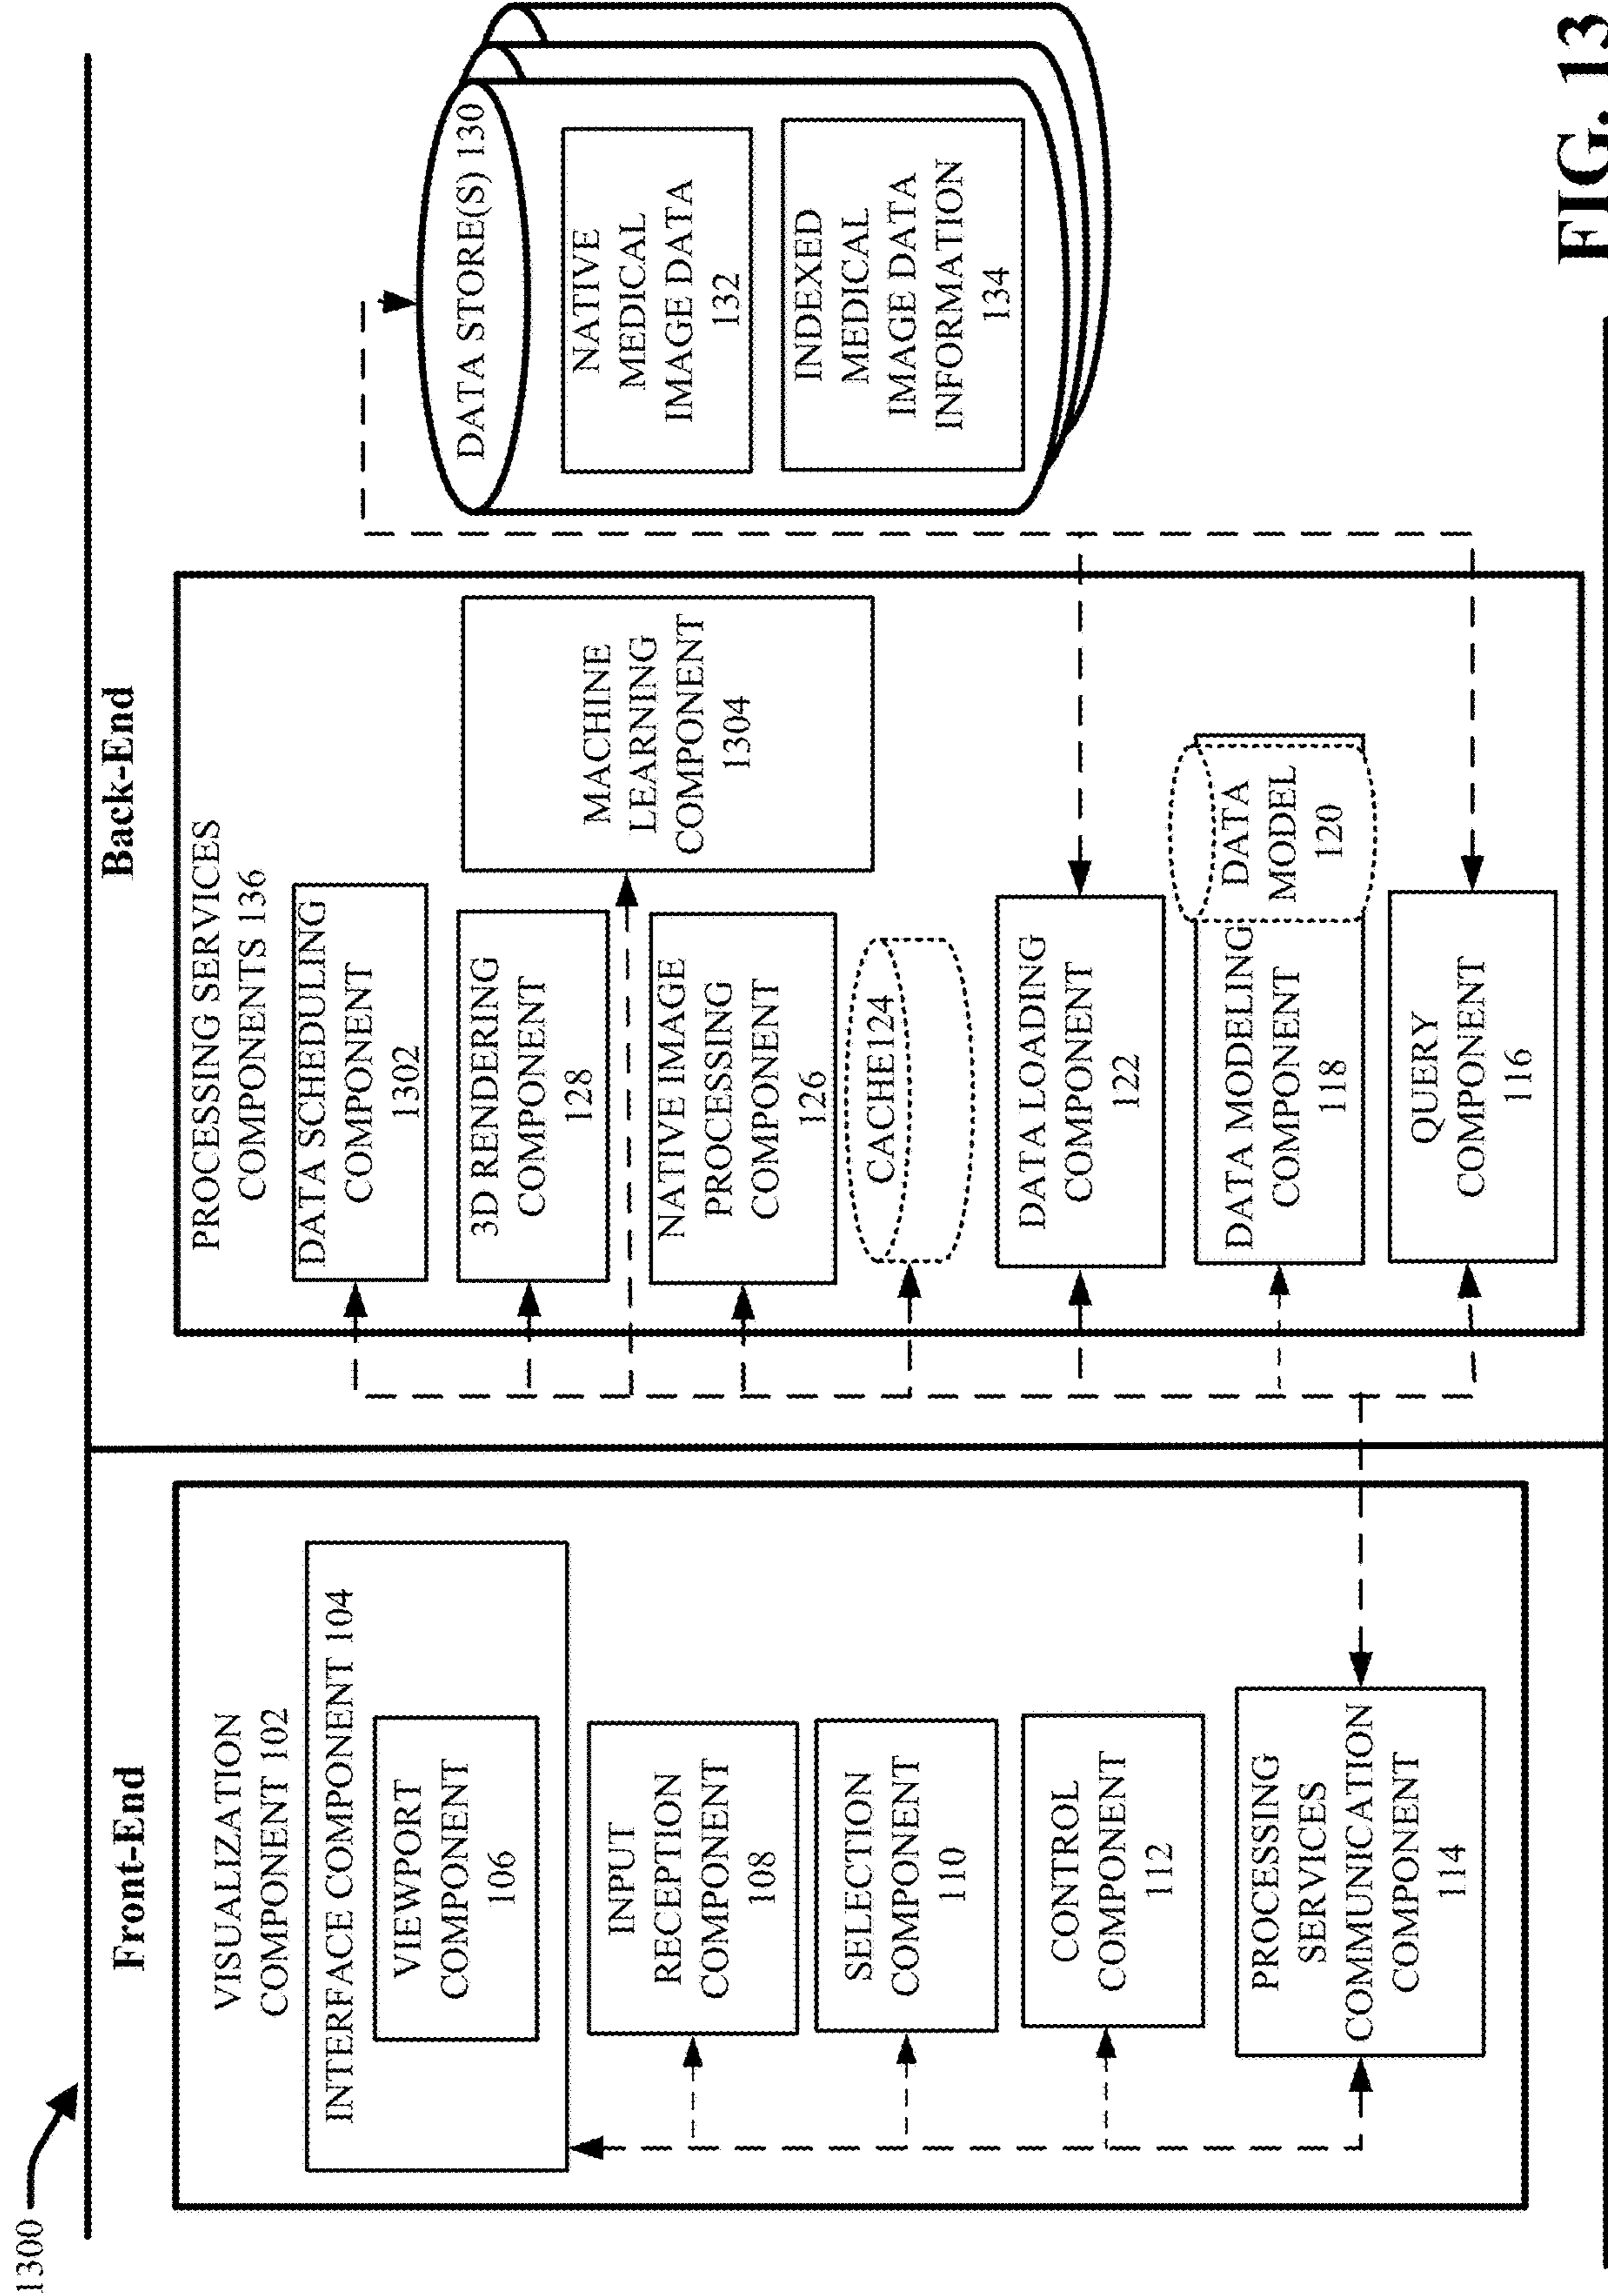 1300
Front-End
VISUALIZATION
COMPONENT 102
INTERFACE COMPONENT 104
VIEWPORT
COMPONENT
106
INPUT
RECEPTION
COMPONENT
108
SELECTION
COMPONENT
110
CONTROL
COMPONENT
112
PROCESSING
SERVICES
COMMUNICATION
COMPONENT
114
Back-End
PROCESSING SERVICES
COMPONENTS 136
DATA SCHEDULING
COMPONENT
1302
3D RENDERING
COMPONENT
128
MACHINE
LEARNING
COMPONENT
1304
NATIVE IMAGE
PROCESSING
COMPONENT
126
CACHE124
DATA LOADING
COMPONENT
122
DATA MODELING
COMPONENT
118
DATA
MODEL
120
QUERY
COMPONENT
116
DATA STORE(S) 130
NATIVE
MEDICAL
IMAGE DATA
132
INDEXED
MEDICAL
IMAGE DATA
INFORMATION
134
FIG. 13